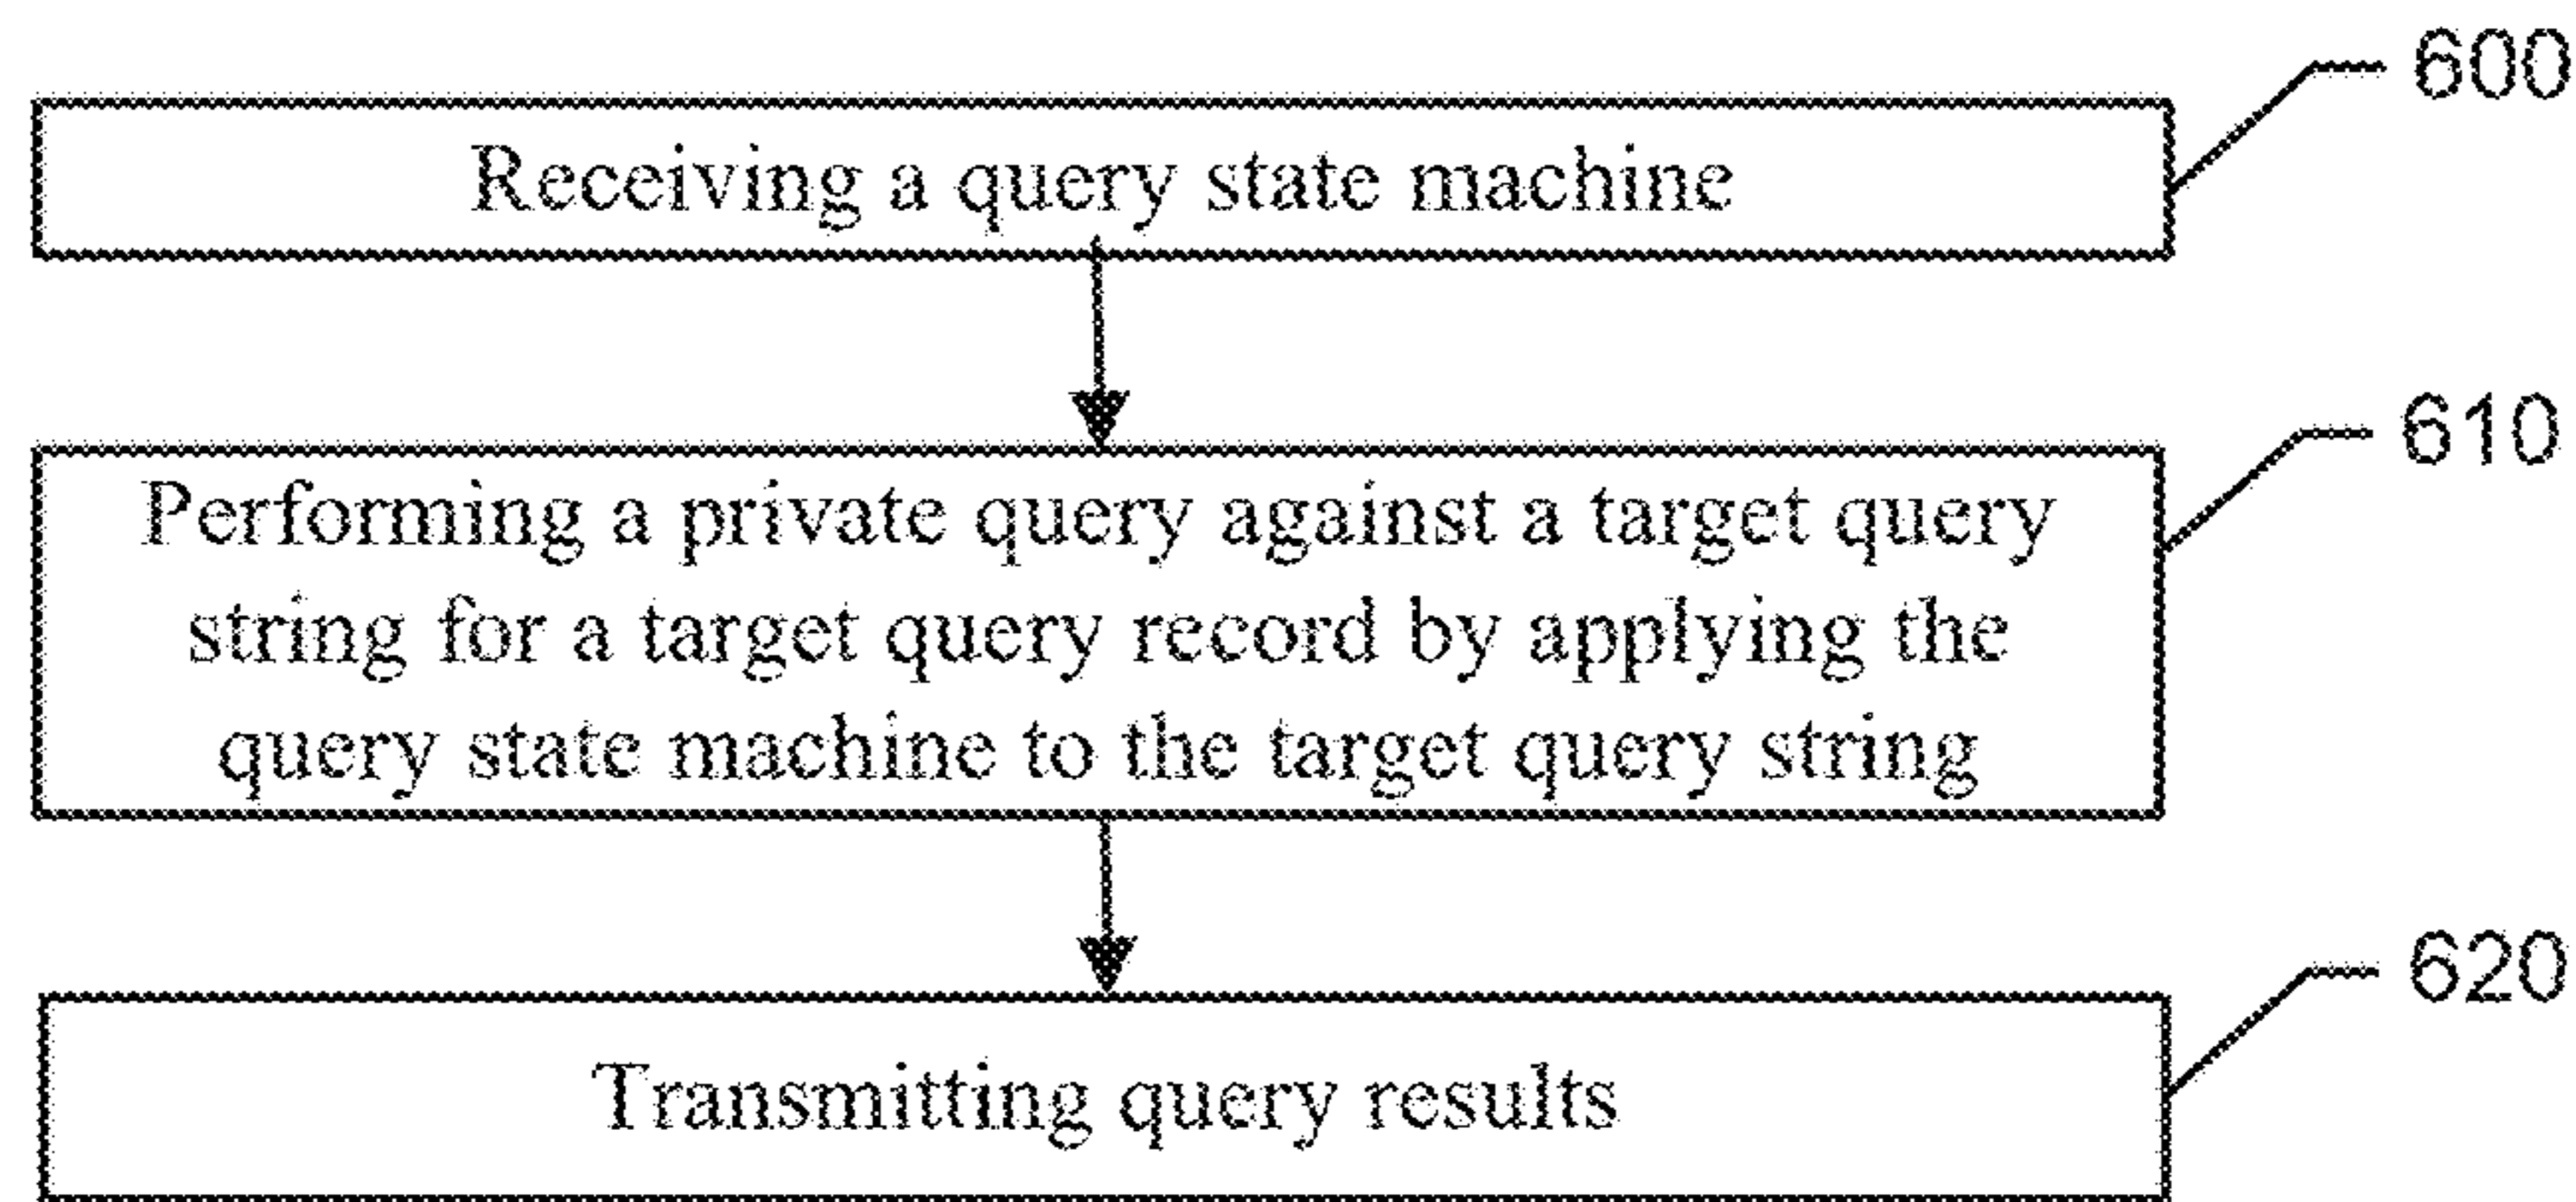 600
Receiving a query state machine
610
Performing a private query against a target query
string for a target query record by applying the
query state machine to the target query string
620
Transmitting query results